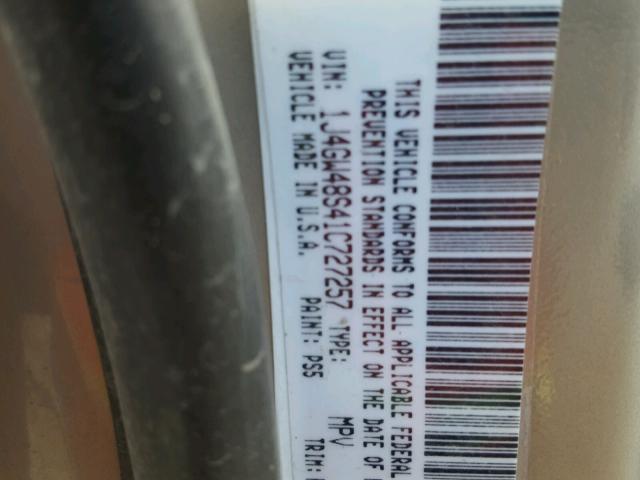 THIS VEHICLE CONFORMS TO ALL APPLICABLE FEDERAL
PREVENTION STANDARDS IN EFFECT ON THE DATE OF
VIN: 1J4GW48S41C727257 TYPE: MPV
VEHICLE MADE IN U.S.A. PAINT: PS5 TRIM: